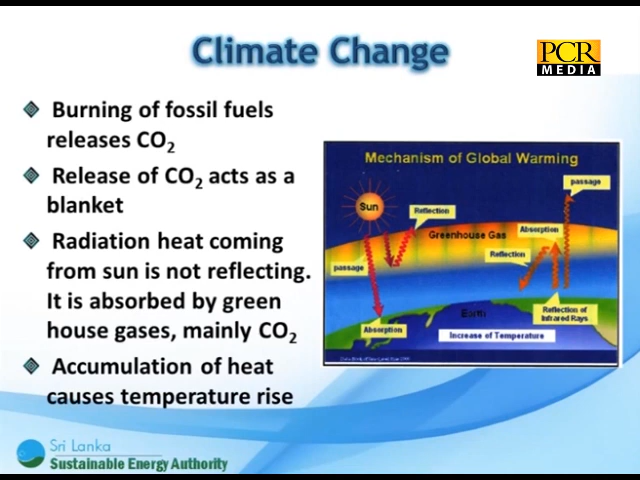 Climate Change
PCR
MEDIA
Burning of fossil fuels
releases CO2
Release of CO2 acts as a
blanket
Radiation heat coming
from sun is not reflecting.
It is absorbed by green
house gases, mainly CO2
Accumulation of heat
causes temperature rise
Mechanism of Global Warming
passage
Sun
Reflection
Absorption
Greenhouse Gas
Reflection
passage
Absorption
Earth
Reflection of
Infrared Rays
Increase of Temperature
Sri Lanka
Sustainable Energy Authority